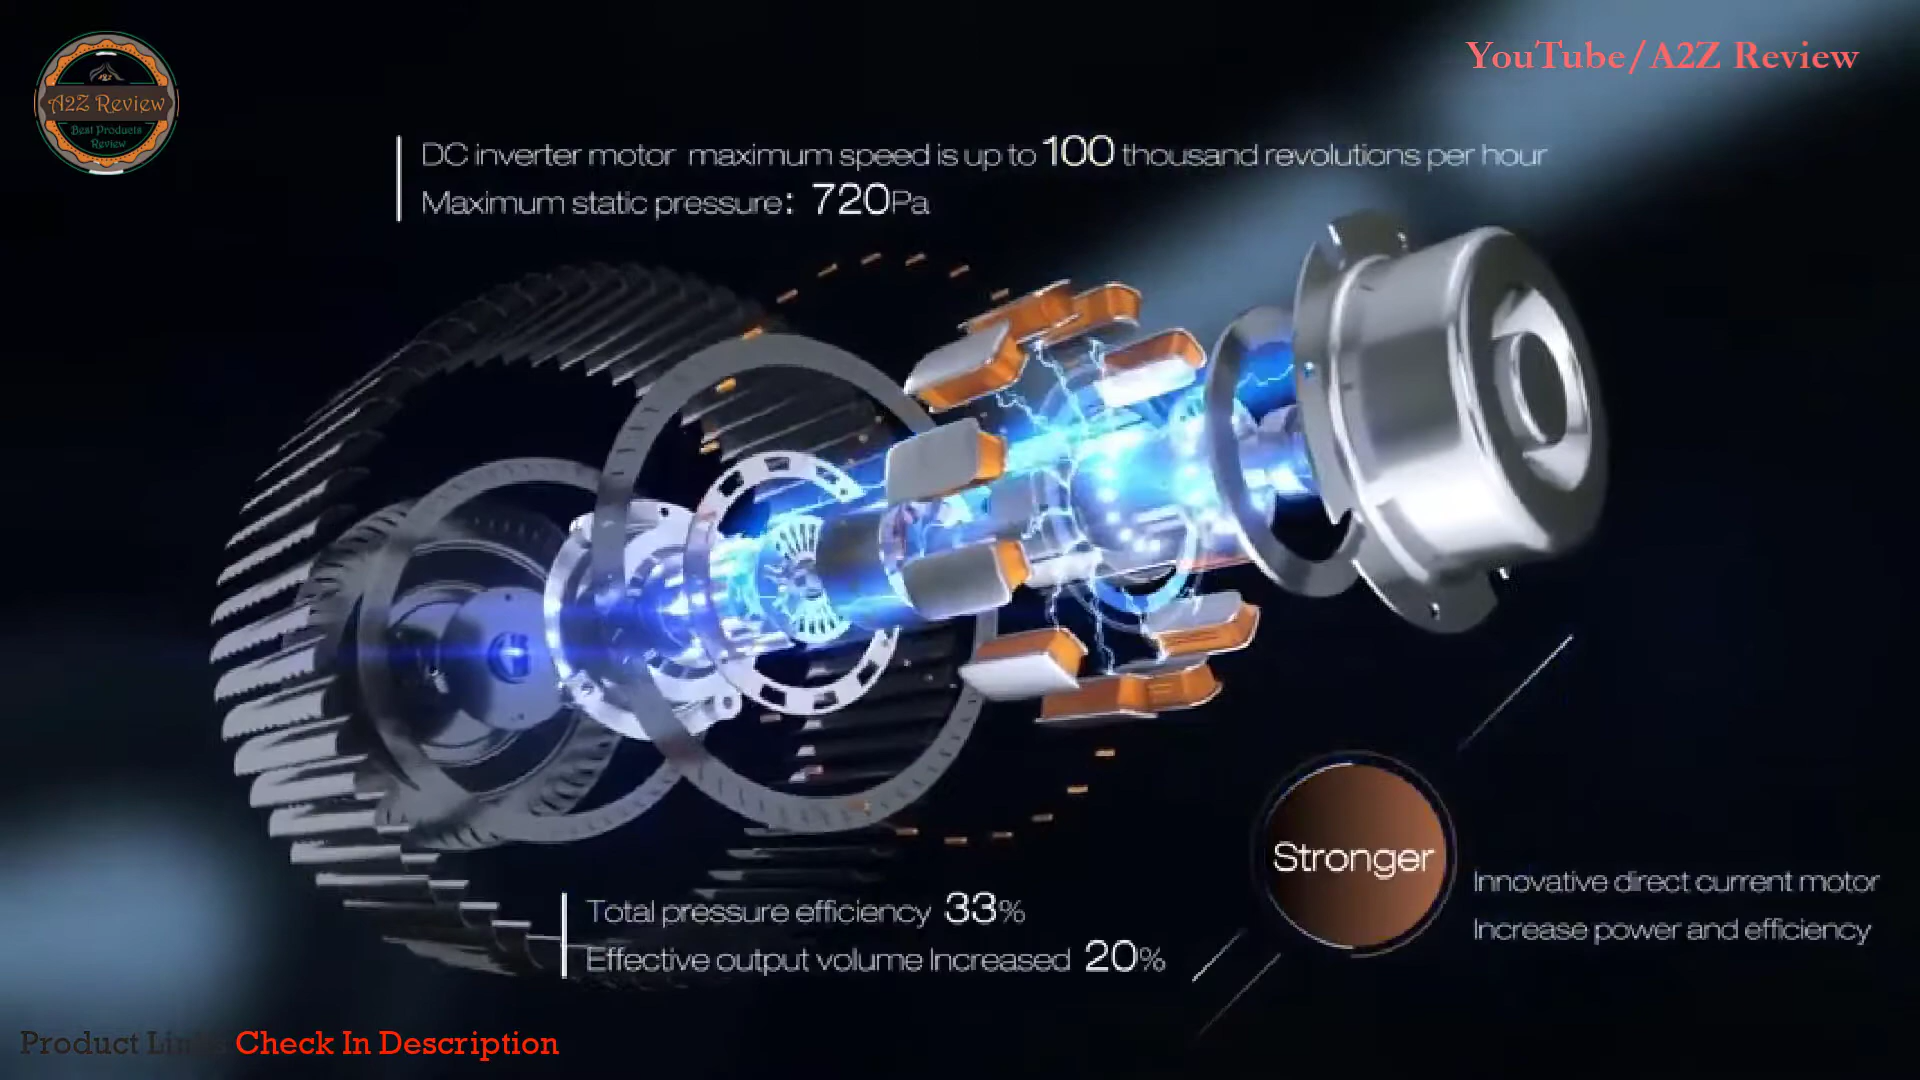 YouTube/A2Z Review
A2Z
A2Z Review
Best Products
Review
DC inverter motor maximum speed is up to 100 thousand revolutions per hour
Maximum static pressure: 720Pa
Stronger
Innovative direct current motor
Increase power and efficiency
Total pressure efficiency 33%
Effective output volume Increased 20%
Product Links Check In Description